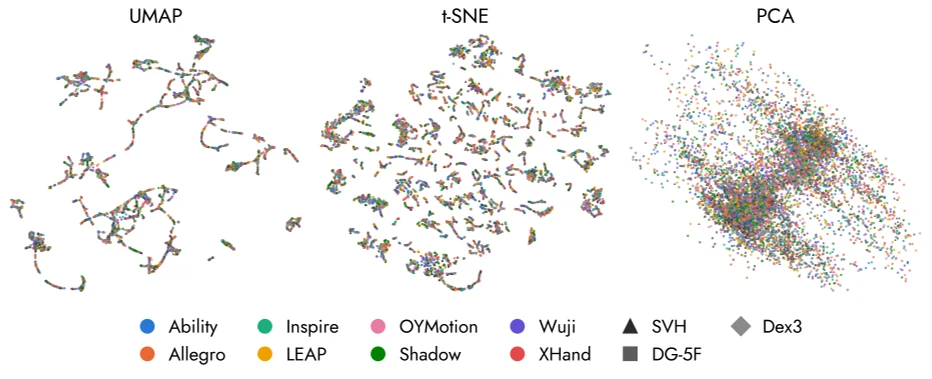 UMAP t-SNE PCA
Ability Inspire OYMotion Wuji SVH Dex3
Allegro LEAP Shadow XHand DG-5F